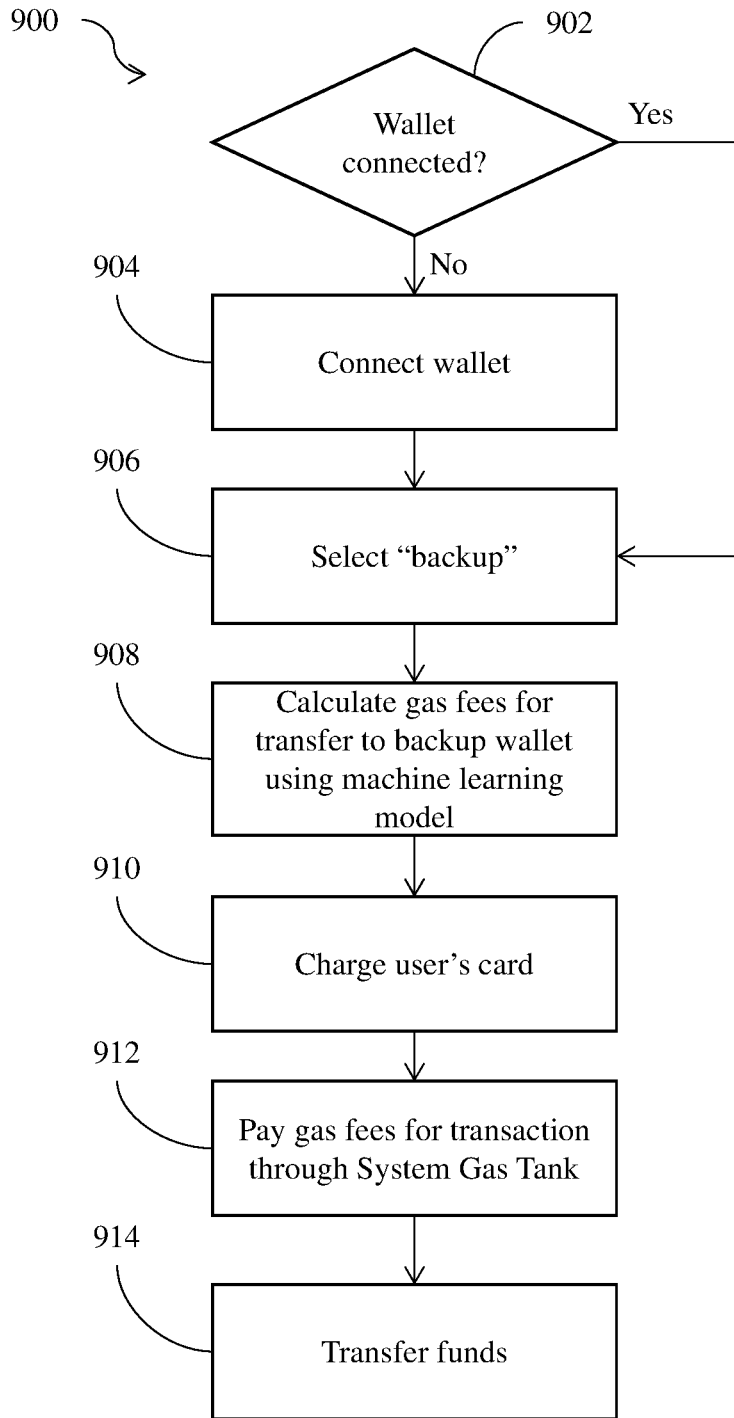 900
902
Wallet
connected?
Yes
No
904
Connect wallet
906
Select “backup”
908
Calculate gas fees for
transfer to backup wallet
using machine learning
model
910
Charge user’s card
912
Pay gas fees for transaction
through System Gas Tank
914
Transfer funds